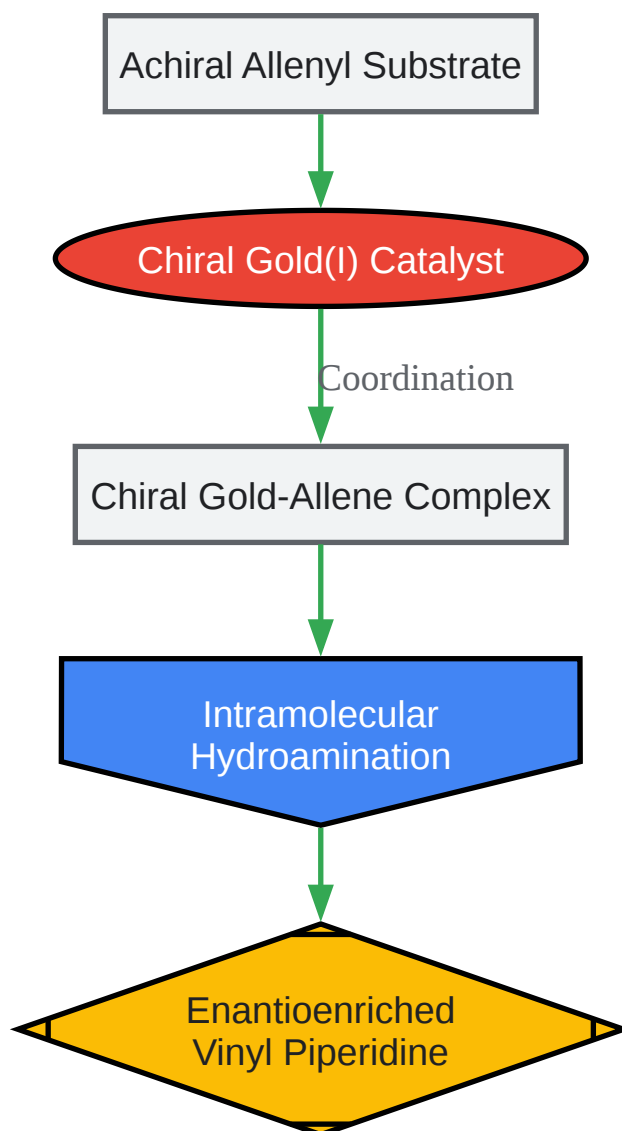 Achiral Allenyl Substrate
Chiral Gold(I) Catalyst
Coordination
Chiral Gold-Allene Complex
Intramolecular
Hydroamination
Enantioenriched
Vinyl Piperidine